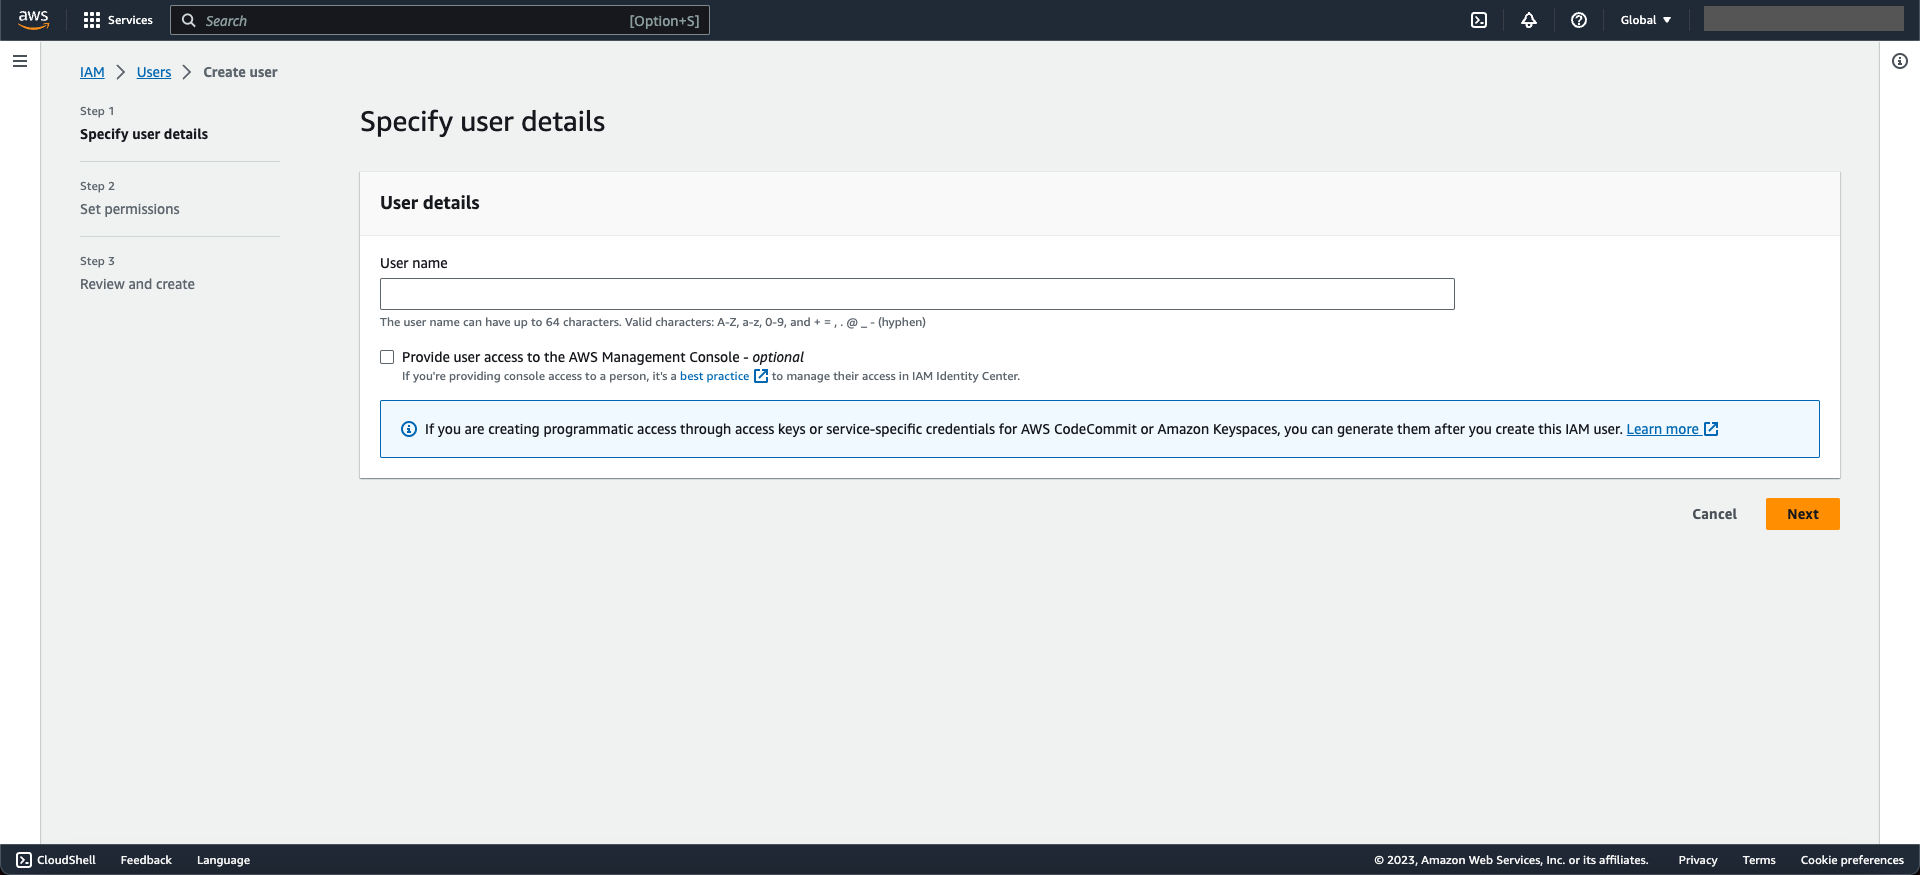 aws Services Search [Option+S] Global
IAM Users Create user
Step 1
Specify user details
Step 2
Set permissions
Step 3
Review and create
Specify user details
User details
User name
The user name can have up to 64 characters. Valid characters: A-Z, a-z, 0-9, and + = , . @ _ - (hyphen)
Provide user access to the AWS Management Console - optional
If you're providing console access to a person, it's a best practice to manage their access in IAM Identity Center.
If you are creating programmatic access through access keys or service-specific credentials for AWS CodeCommit or Amazon Keyspaces, you can generate them after you create this IAM user. Learn more
Cancel Next
CloudShell Feedback Language © 2023, Amazon Web Services, Inc. or its affiliates. Privacy Terms Cookie preferences